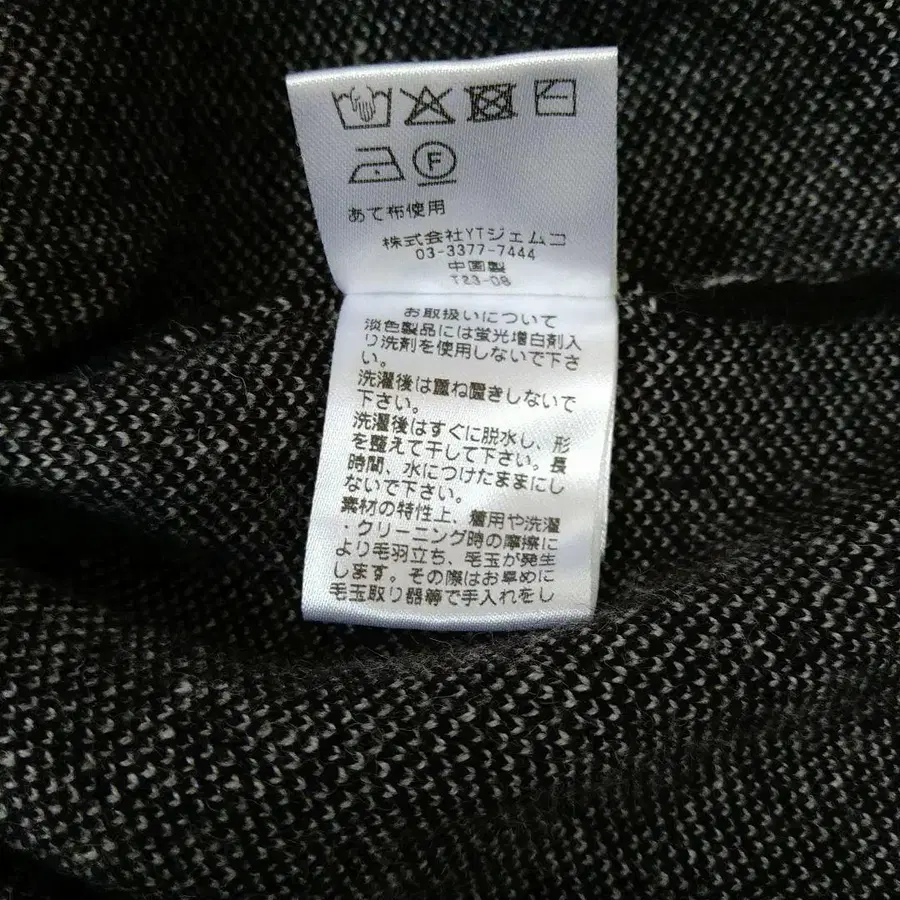 F
あて布使用
株式会社YTジェムコ
03-3377-7444
中国製
T23-08
お取扱いについて
淡色製品には蛍光増白剤入
り洗剤を使用しないで下さ
い。
洗濯後は重ね置きしないで
下さい。
洗濯後はすぐに脱水し、形
を整えて干して下さい。長
時間、水につけたままにし
ないで下さい。
素材の特性上、着用や洗濯
・クリーニング時の摩擦に
より毛羽立ち、毛玉が発生
します。その際はお早めに
毛玉取り器等で手入れをし